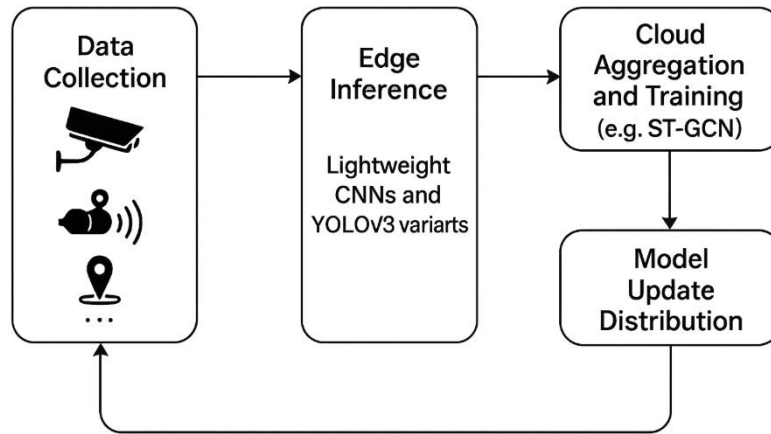 Data
Collection
...
Edge
Inference
Lightweight
CNNs and
YOLOv3 variarts
Cloud
Aggregation
and Training
(e.g. ST-GCN)
Model
Update
Distribution